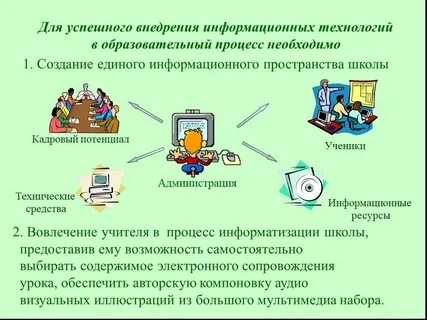 Для успешного внедрения информационных технологий
в образовательный процесс необходимо
1. Создание единого информационного пространства школы
Кадровый потенциал
Ученики
Администрация
Технические
средства
Информационные
ресурсы
2. Вовлечение учителя в процесс информатизации школы,
предоставив ему возможность самостоятельно
выбирать содержимое электронного сопровождения
урока, обеспечить авторскую компоновку аудио
визуальных иллюстраций из большого мультимедиа набора.